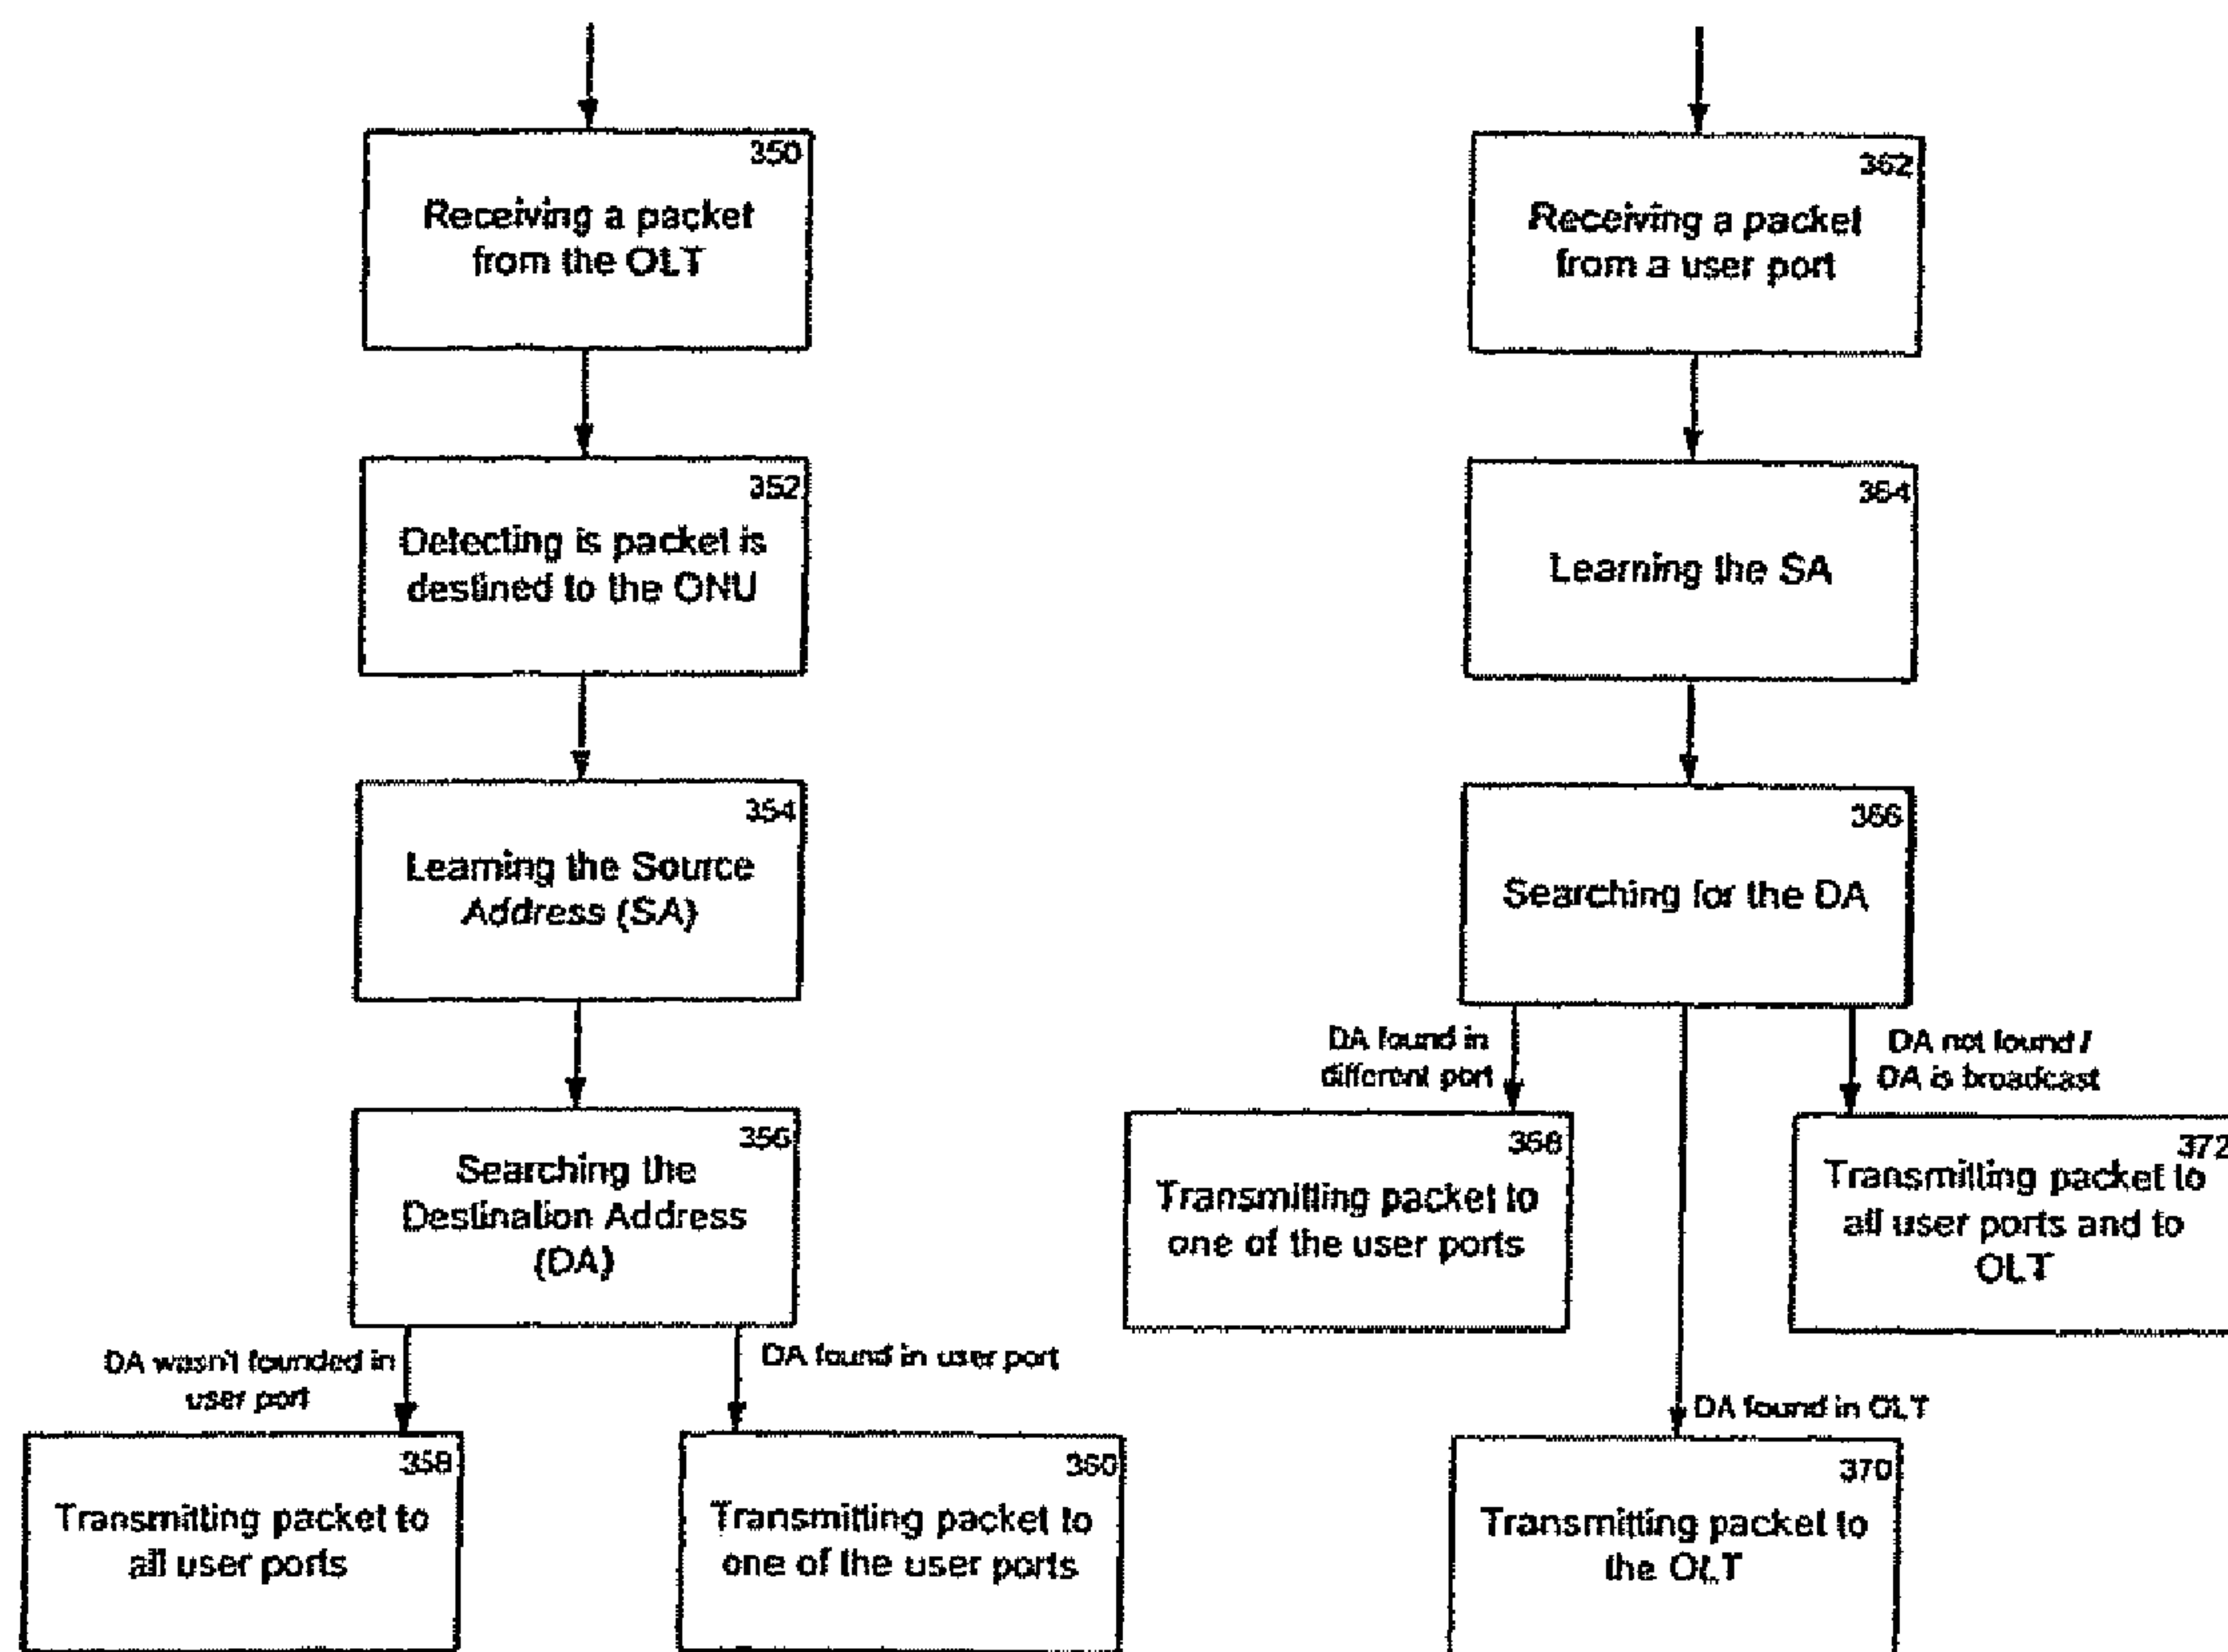 350
Receiving a packet
from the OLT
352
Detecting is packet is
destined to the ONU
354
Learning the Source
Address (SA)
356
Searching the
Destination Address
(DA)
DA wasn't founded in
user port
DA found in user port
358
Transmitting packet to
all user ports
360
Transmitting packet to
one of the user ports
362
Receiving a packet
from a user port
364
Learning the SA
366
Searching for the DA
DA found in
different port
DA not found /
DA is broadcast
368
Transmitting packet to
one of the user ports
372
Transmitting packet to
all user ports and to
OLT
DA found in OLT
370
Transmitting packet to
the OLT